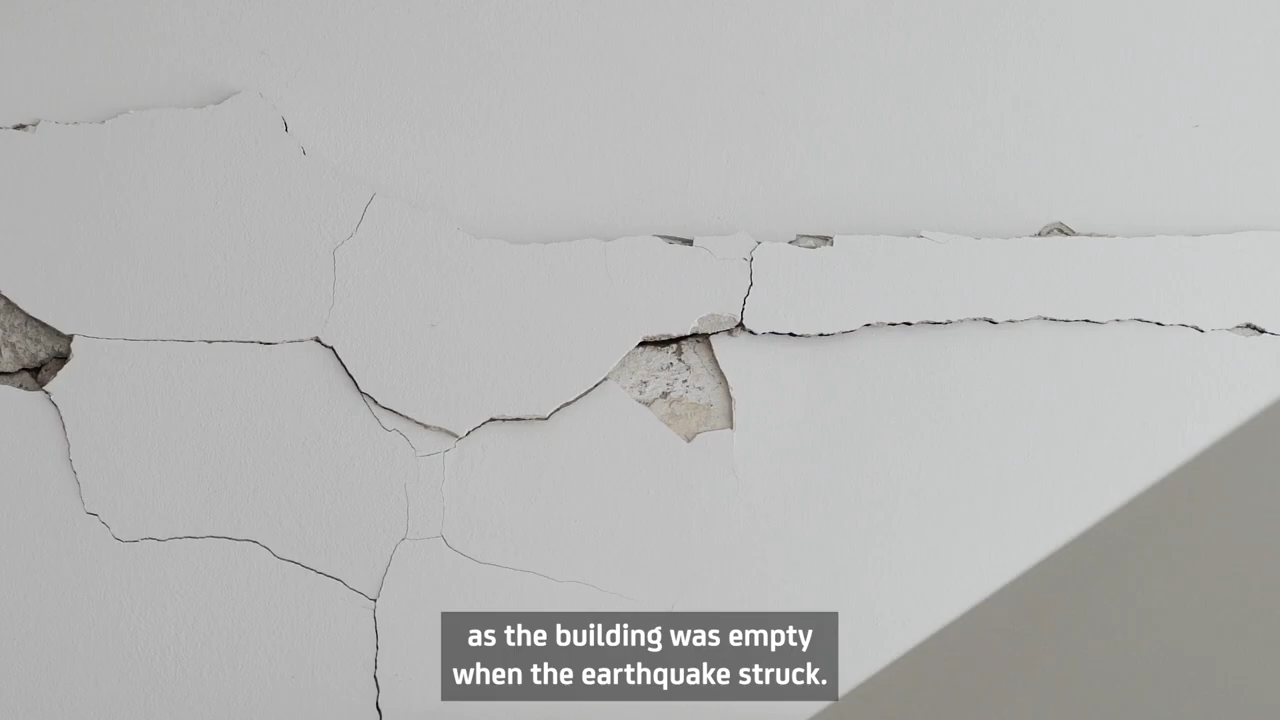 as the building was empty
when the earthquake struck.